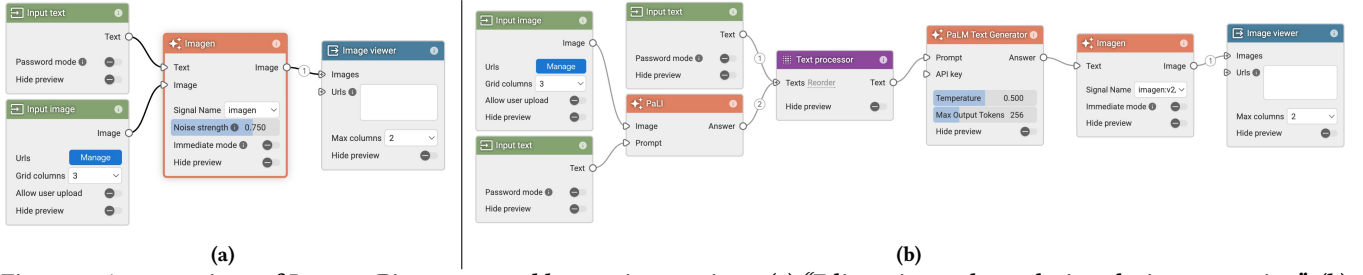 Input text
Text
Password mode
Hide preview
Input image
Image
Urls Manage
Grid columns 3
Allow user upload
Hide preview
Imagen
Text Image
Image
Signal Name imagen
Noise strength 0.750
Immediate mode
Hide preview
Image viewer
1 Images
Urls
Max columns 2
Hide preview
(a)
Input image
Image
Urls Manage
Grid columns 3
Allow user upload
Hide preview
Input text
Text
Password mode
Hide preview
Input text
Text
Password mode
Hide preview
PaLI
Image Answer
Prompt
1
2
Text processor
Texts Reorder Text
Hide preview
PaLM Text Generator
Prompt Answer
API key
Temperature 0.500
Max Output Tokens 256
Hide preview
Imagen
Text Image
Signal Name imagen:v2,
Immediate mode
Hide preview
1
Image Viewer
Images
Urls
Max columns 2
Hide preview
(b)